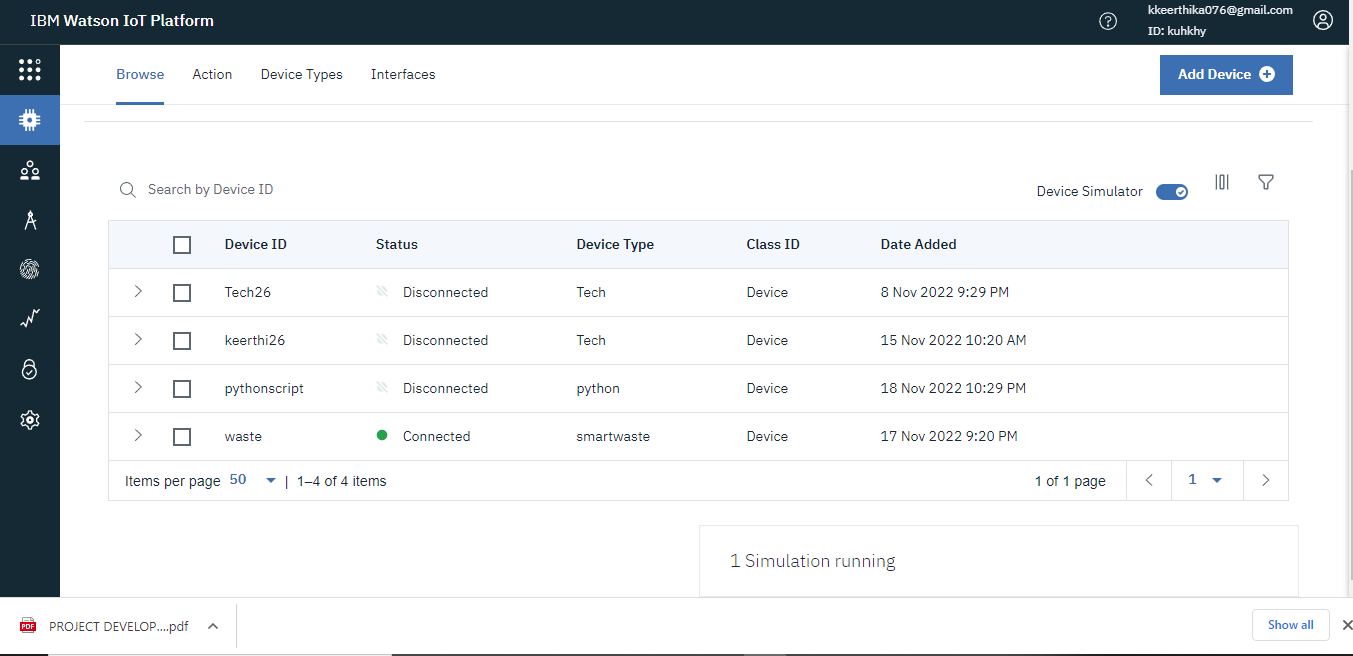 IBM Watson IoT Platform
kkeerthika076@gmail.com
ID: kuhkhy
Browse Action Device Types Interfaces
Add Device
Search by Device ID
Device Simulator
Device ID Status Device Type Class ID Date Added
Tech26 Disconnected Tech Device 8 Nov 2022 9:29 PM
keerthi26 Disconnected Tech Device 15 Nov 2022 10:20 AM
pythonscript Disconnected python Device 18 Nov 2022 10:29 PM
waste Connected smartwaste Device 17 Nov 2022 9:20 PM
Items per page 50 | 1–4 of 4 items 1 of 1 page 1
1 Simulation running
PDF PROJECT DEVELOP....pdf Show all